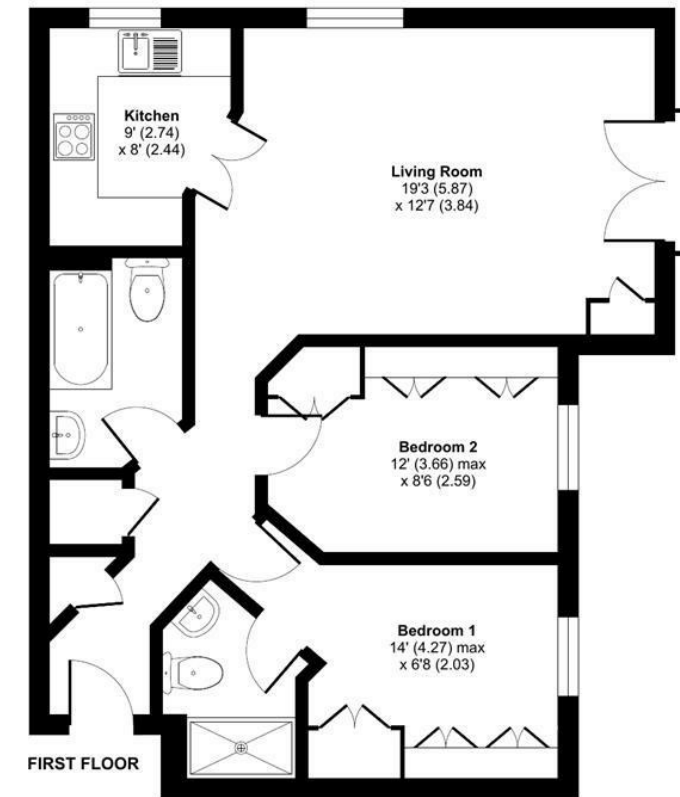 Kitchen
9' (2.74)
x 8' (2.44)
Living Room
19'3 (5.87)
x 12'7 (3.84)
Bedroom 2
12' (3.66) max
x 8'6 (2.59)
Bedroom 1
14' (4.27) max
x 6'8 (2.03)
FIRST FLOOR